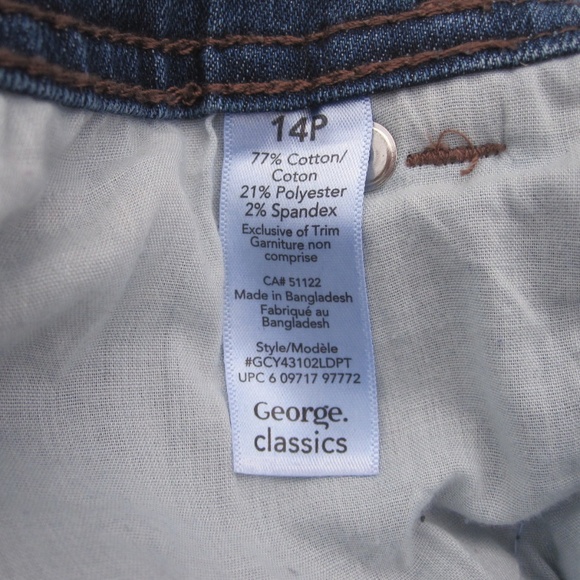 14P
77% Cotton/
Coton
21% Polyester
2% Spandex
Exclusive of Trim
Garniture non
comprise
CA# 51122
Made in Bangladesh
Fabriqué au
Bangladesh
Style/Modèle
#GCY43102LDPT
UPC 6 09717 97772
George.
classics